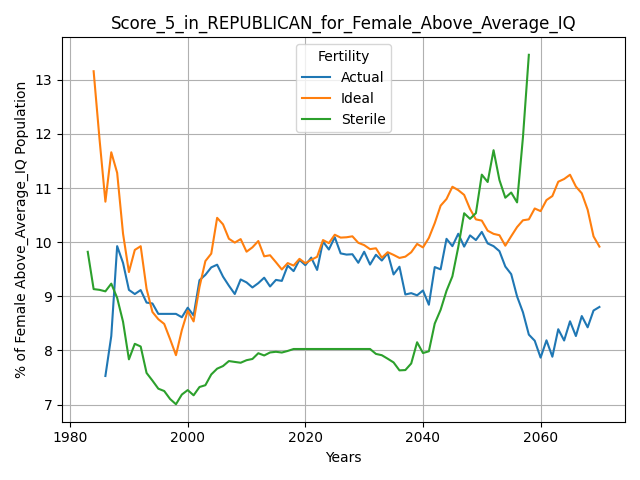 Score_5_in_REPUBLICAN_for_Female_Above_Average_IQ
% of Female Above_Average_IQ Population
13
12
11
10
9
8
7
Fertility
Actual
Ideal
Sterile
1980
2000
2020
2040
2060
Years